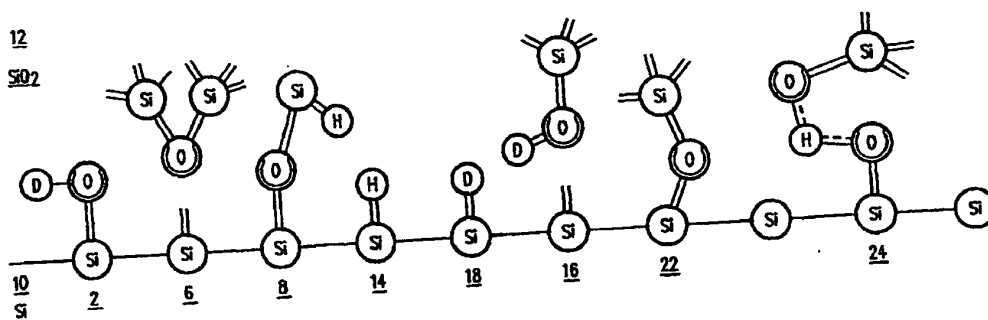 12
SiO2
Si Si Si H Si Si Si
D O O O D O O O H O
H D
Si Si Si Si Si Si Si Si Si Si
10 2 6 8 14 18 16 22 24
Si